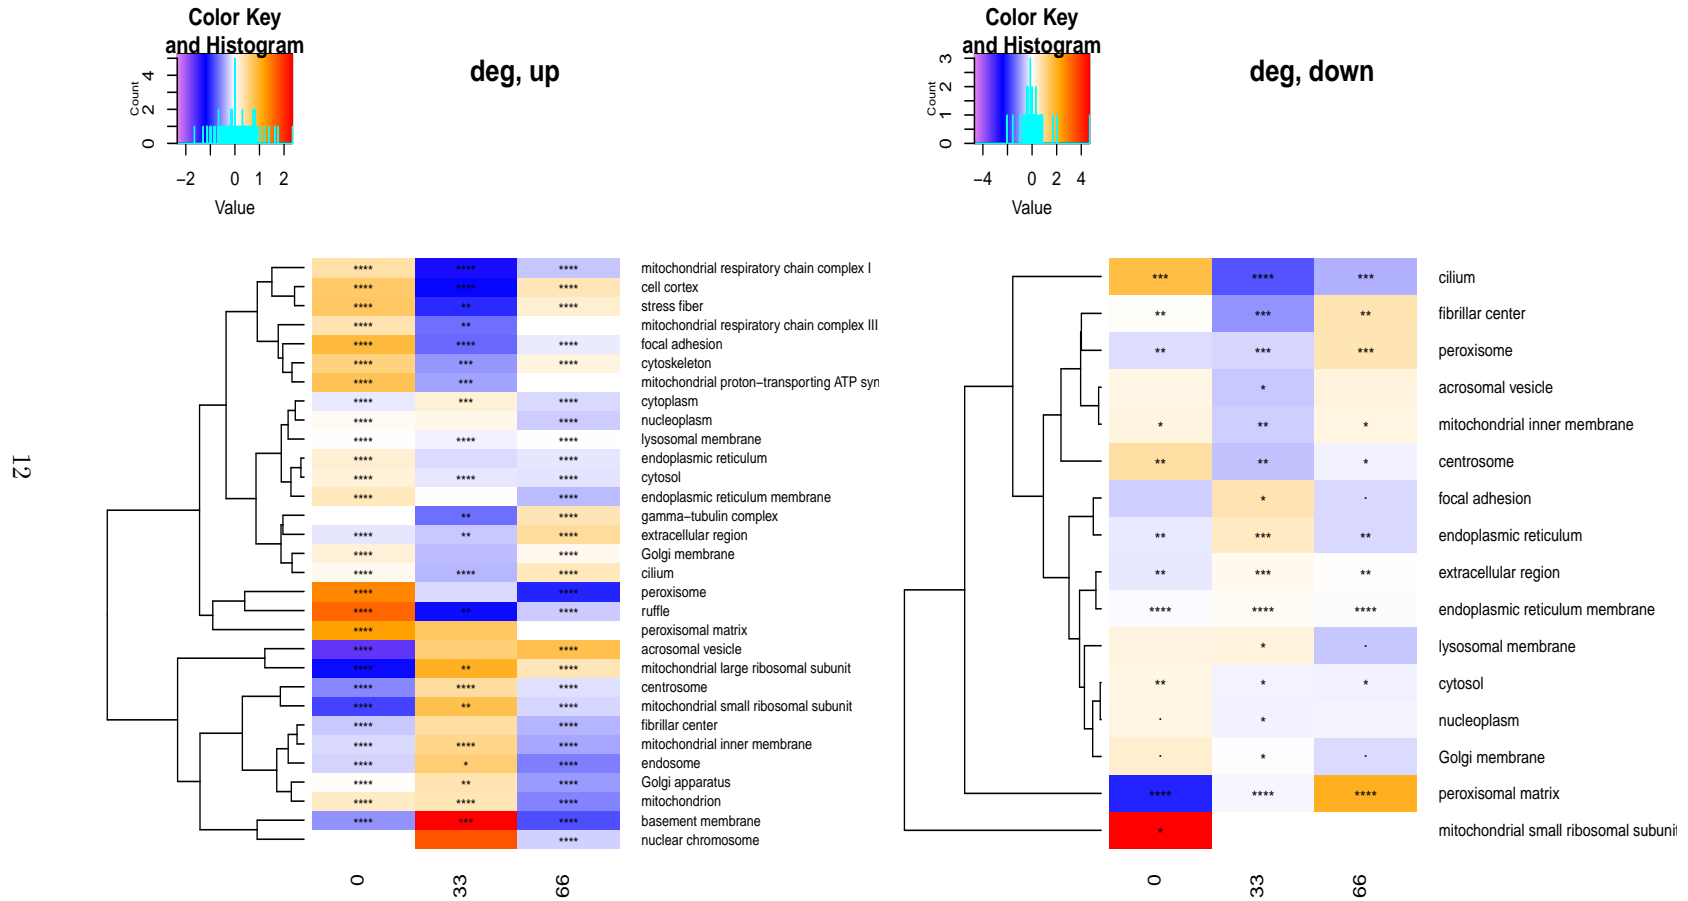 Color Key
and Histogram
Count
0 2 4
−2 0 1 2
Value
deg, up
**** **** **** mitochondrial respiratory chain complex I
**** **** **** cell cortex
**** ** **** stress fiber
**** ** mitochondrial respiratory chain complex III
**** **** **** focal adhesion
**** *** **** cytoskeleton
**** *** mitochondrial proton−transporting ATP syn
**** *** **** cytoplasm
**** **** nucleoplasm
**** **** **** lysosomal membrane
**** **** endoplasmic reticulum
**** **** **** cytosol
**** **** endoplasmic reticulum membrane
** **** gamma−tubulin complex
**** ** **** extracellular region
**** **** Golgi membrane
**** **** **** cilium
**** **** peroxisome
**** ** **** ruffle
**** peroxisomal matrix
**** **** acrosomal vesicle
**** ** **** mitochondrial large ribosomal subunit
**** **** **** centrosome
**** ** **** mitochondrial small ribosomal subunit
**** **** fibrillar center
**** **** **** mitochondrial inner membrane
**** * **** endosome
**** ** **** Golgi apparatus
**** **** **** mitochondrion
**** *** **** basement membrane
**** nuclear chromosome
0 33 66
Color Key
and Histogram
Count
0 1 2 3
−4 0 2 4
Value
deg, down
*** **** *** cilium
** *** ** fibrillar center
** *** *** peroxisome
* acrosomal vesicle
* ** * mitochondrial inner membrane
** ** * centrosome
* . focal adhesion
** *** ** endoplasmic reticulum
** *** ** extracellular region
**** **** **** endoplasmic reticulum membrane
* . lysosomal membrane
** * * cytosol
. * nucleoplasm
. * . Golgi membrane
**** **** **** peroxisomal matrix
* mitochondrial small ribosomal subuni
0 33 66
12